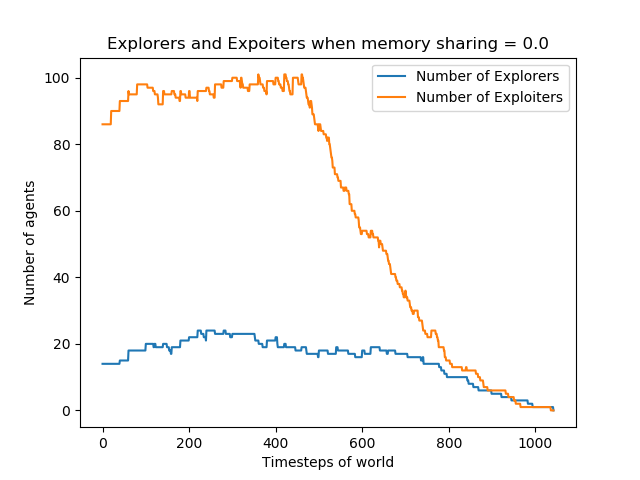 Explorers and Expoiters when memory sharing = 0.0
Number of Explorers
Number of Exploiters
Number of agents
100
80
60
40
20
0
0 200 400 600 800 1000
Timesteps of world